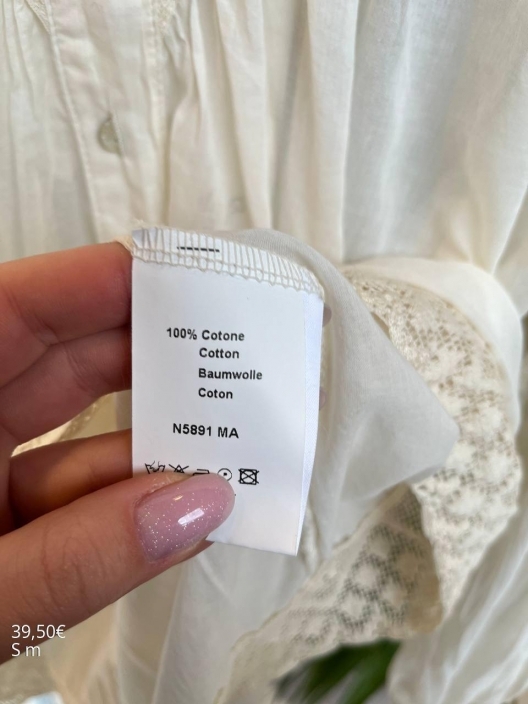 100% Cotone
Cotton
Baumwolle
Coton
N5891 MA
39,50€
S m